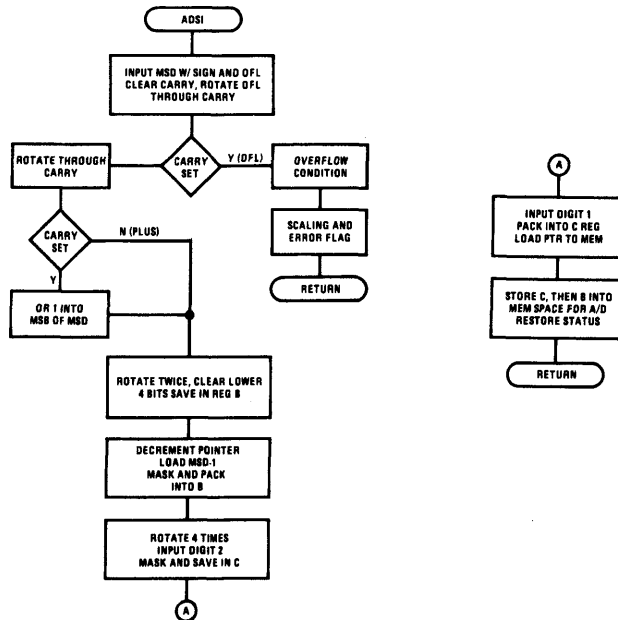 ADSI
INPUT MSD W/ SIGN AND OFL
CLEAR CARRY, ROTATE OFL
THROUGH CARRY
ROTATE THROUGH
CARRY
CARRY
SET
Y (OFL)
OVERFLOW
CONDITION
SCALING AND
ERROR FLAG
RETURN
CARRY
SET
N (PLUS)
Y
OR 1 INTO
MSB OF MSD
ROTATE TWICE, CLEAR LOWER
4 BITS SAVE IN REG B
DECREMENT POINTER
LOAD MSD-1
MASK AND PACK
INTO B
ROTATE 4 TIMES
INPUT DIGIT 2
MASK AND SAVE IN C
A
A
INPUT DIGIT 1
PACK INTO C REG
LOAD PTR TO MEM
STORE C, THEN B INTO
MEM SPACE FOR A/D
RESTORE STATUS
RETURN